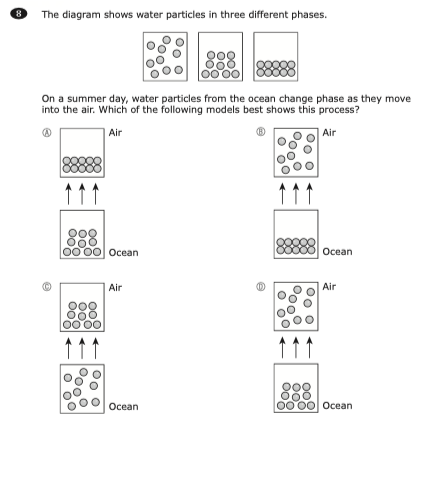 8 The diagram shows water particles in three different phases.
On a summer day, water particles from the ocean change phase as they move
into the air. Which of the following models best shows this process?
A Air
Ocean
B Air
Ocean
C Air
Ocean
D Air
Ocean